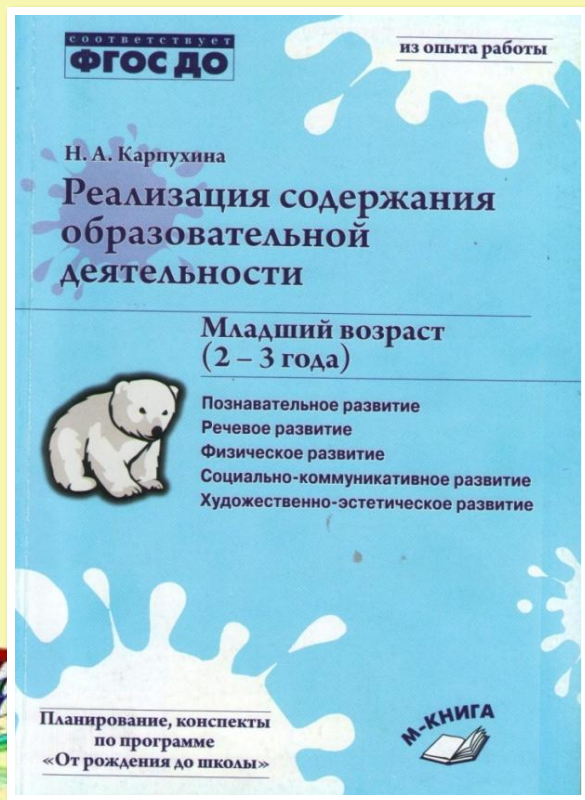 соответствует
ФГОС ДО
из опыта работы
Н. А. Карпухина
Реализация содержания
образовательной
деятельности
Младший возраст
(2 – 3 года)
Познавательное развитие
Речевое развитие
Физическое развитие
Социально-коммуникативное развитие
Художественно-эстетическое развитие
Планирование, конспекты
по программе
«От рождения до школы»
М-КНИГА